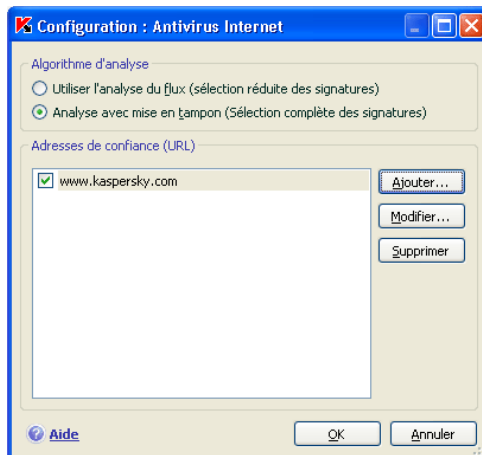 Configuration : Antivirus Internet
Algorithme d'analyse
Utiliser l'analyse du flux (sélection réduite des signatures)
Analyse avec mise en tampon (Sélection complète des signatures)
Adresses de confiance (URL)
www.kaspersky.com
Ajouter...
Modifier...
Supprimer
Aide
OK
Annuler